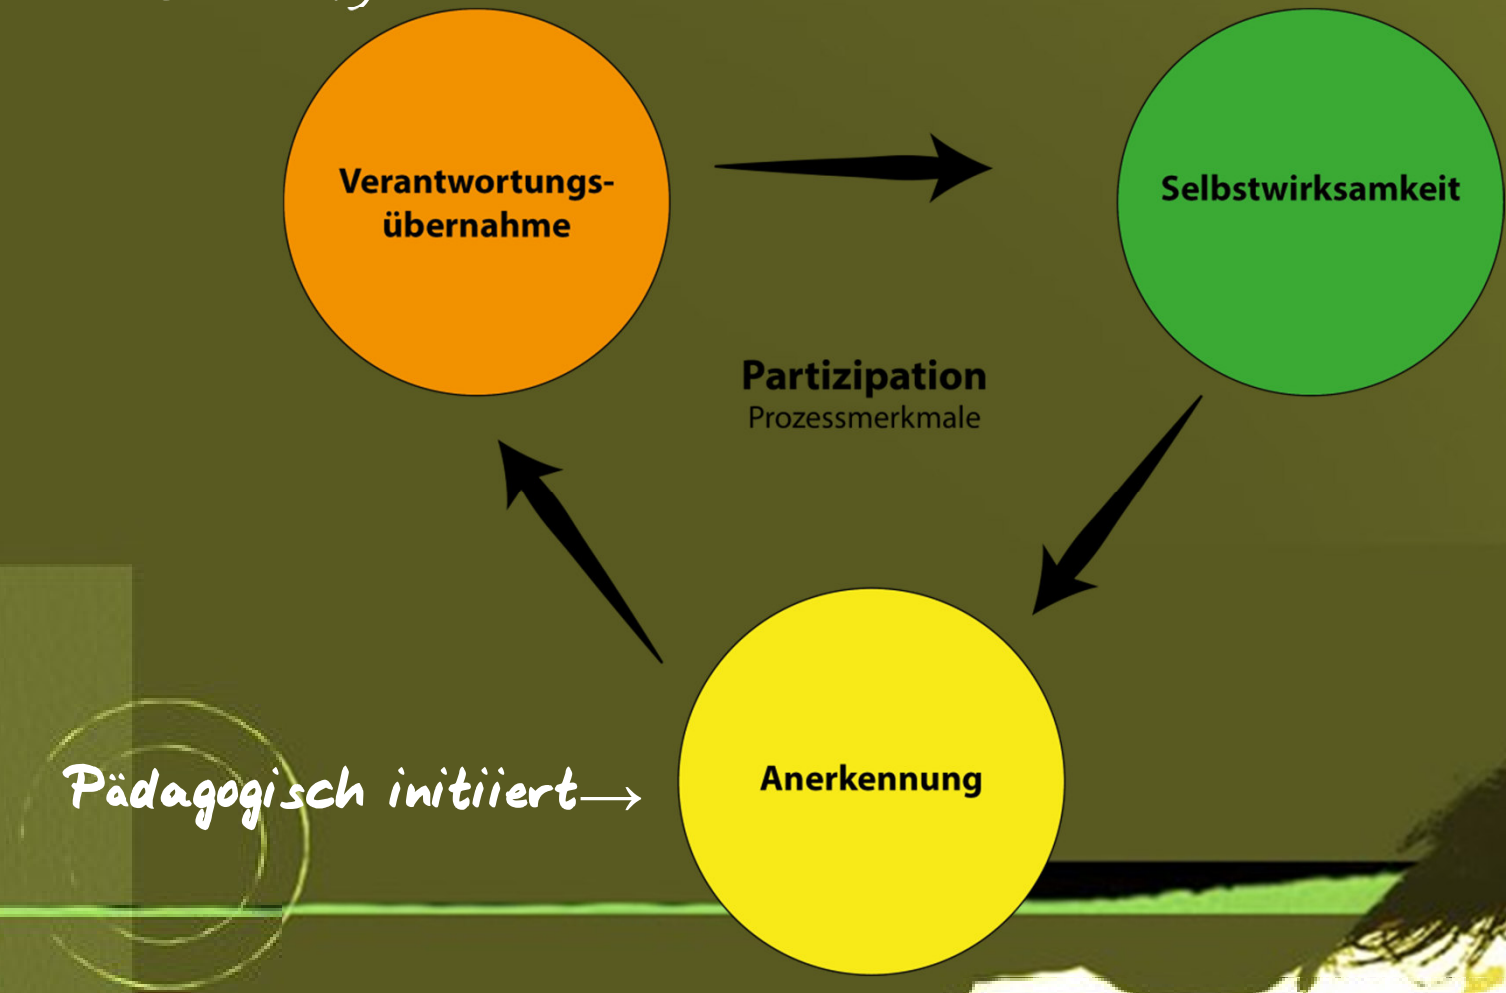 Verantwortungs-
übernahme
Selbstwirksamkeit
Partizipation
Prozessmerkmale
Pädagogisch initiiert→
Anerkennung